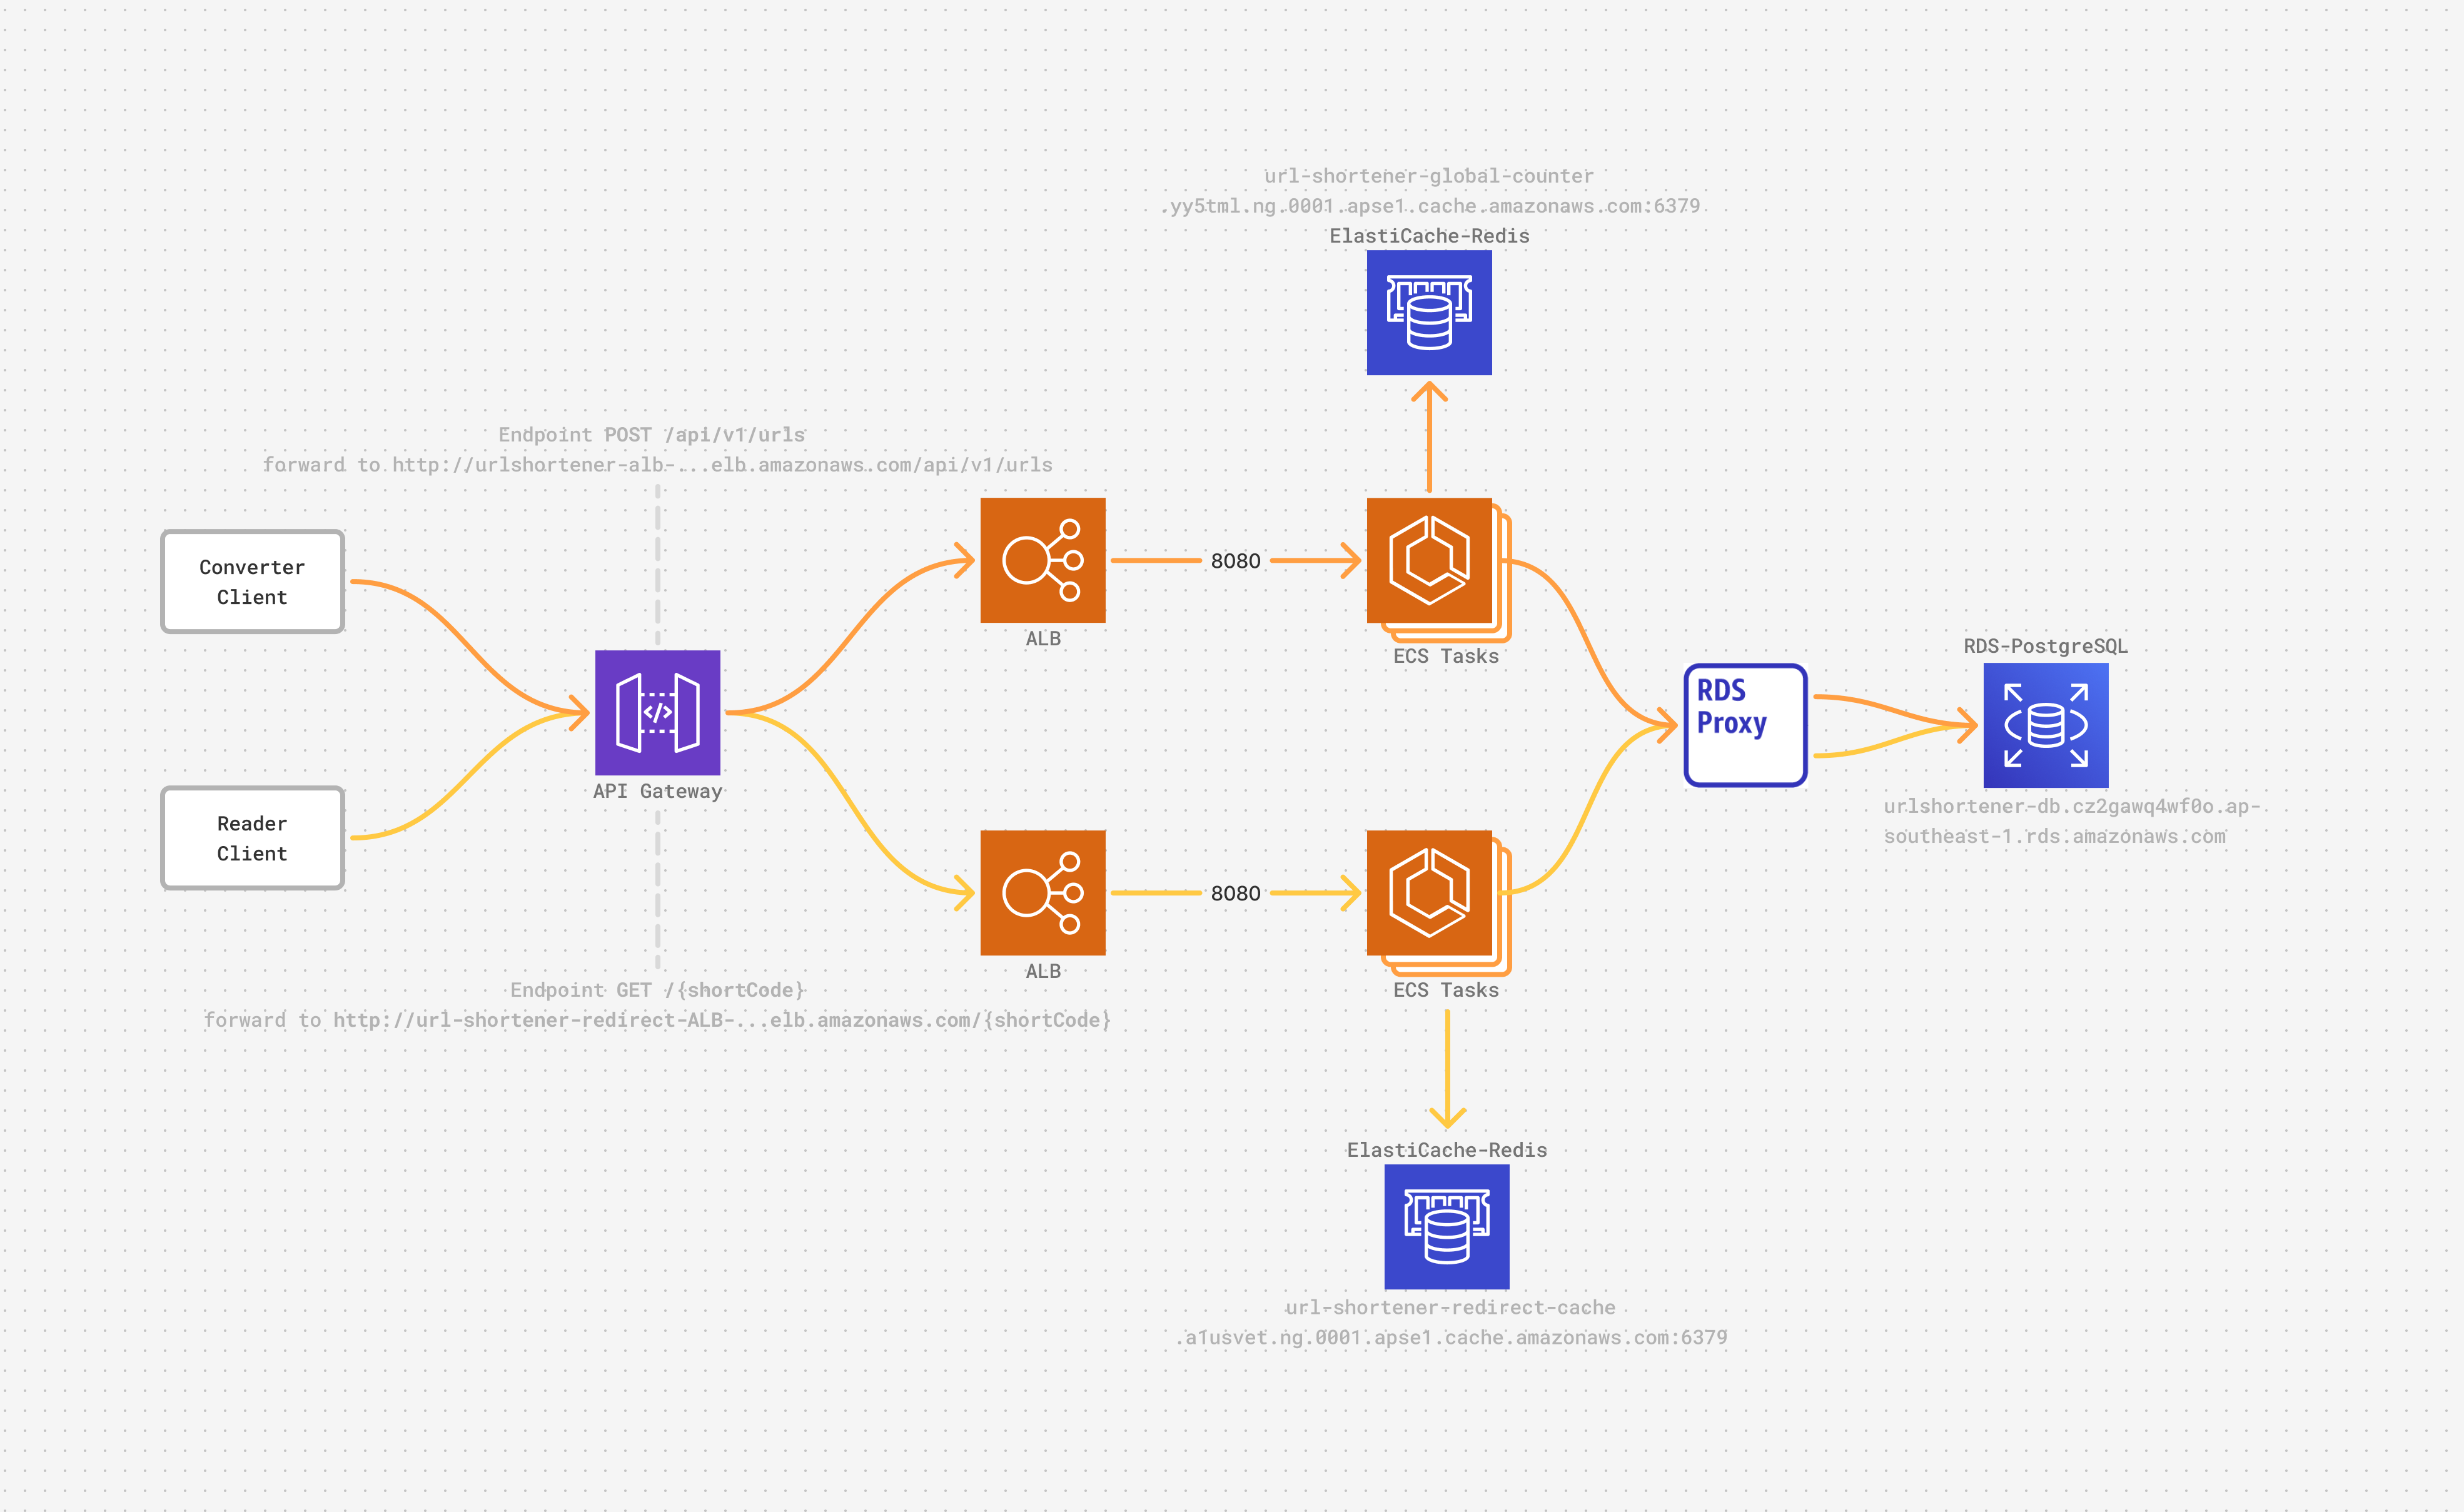 url-shortener-global-counter
.yy5tml.ng.0001.apse1.cache.amazonaws.com:6379
ElastiCache-Redis
Endpoint POST /api/v1/urls
forward to http://urlshortener-alb-...elb.amazonaws.com/api/v1/urls
Converter
Client
8080
ALB
ECS Tasks
RDS-PostgreSQL
RDS
Proxy
API Gateway
Reader
Client
urlshortener-db.cz2gawq4wf0o.ap-
southeast-1.rds.amazonaws.com
8080
ALB
ECS Tasks
Endpoint GET /{shortCode}
forward to http://url-shortener-redirect-ALB-...elb.amazonaws.com/{shortCode}
ElastiCache-Redis
url-shortener-redirect-cache
.a1usvet.ng.0001.apse1.cache.amazonaws.com:6379